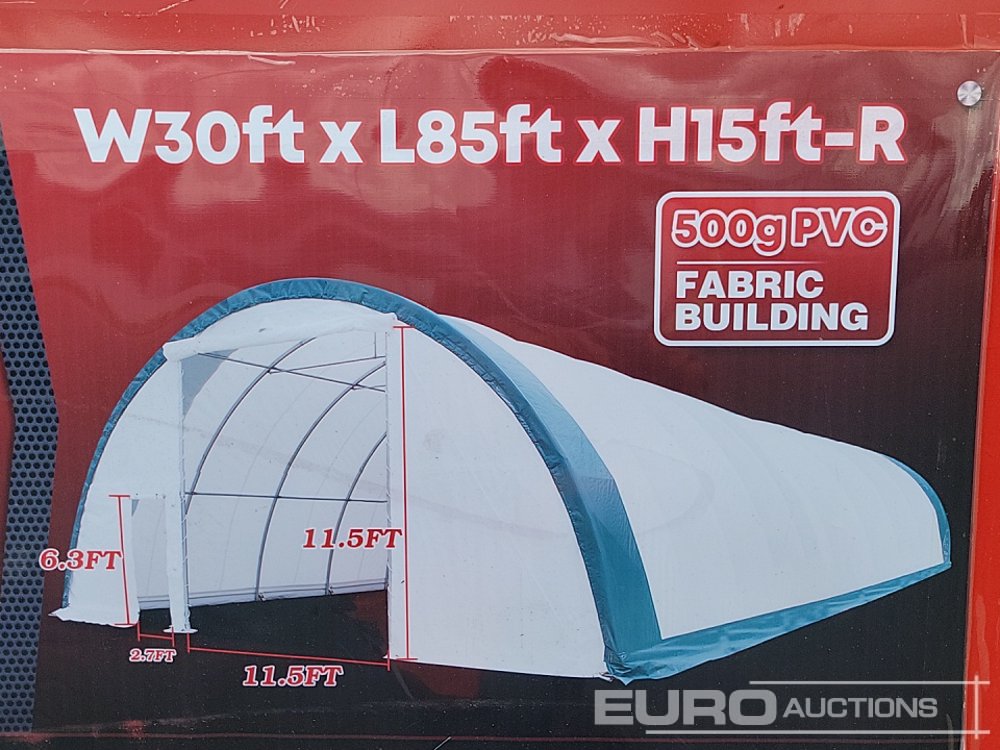 W30ft x L85ft x H15ft-R
500g PVC
FABRIC
BUILDING
11.5FT
6.3FT
2.7FT
11.5FT
EURO AUCTIONS